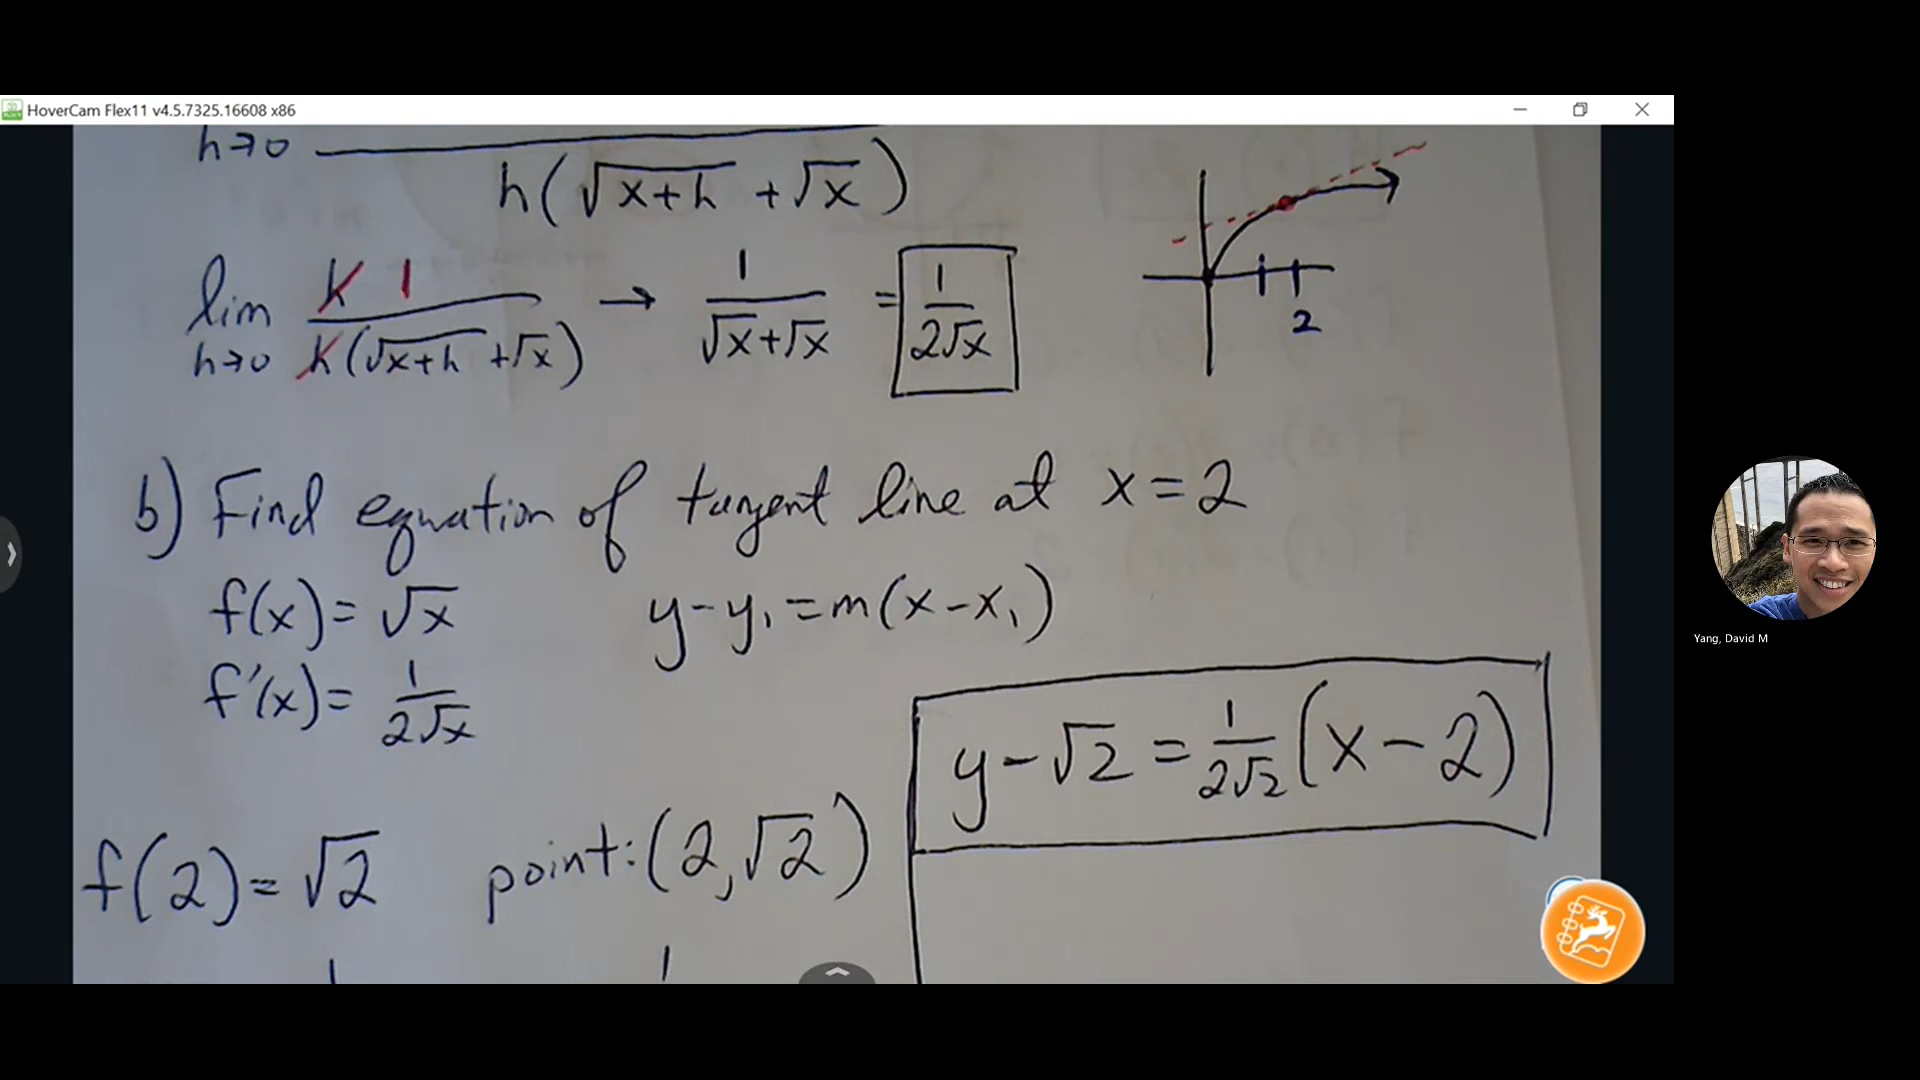 HoverCam Flex11 v4.5.7325.16608 x86
h→0
h(√x+h + √x)
lim h→0 h 1 / h(√x+h + √x) → 1 / √x+√x = 1 / 2√x
2
b) Find equation of tangent line at x=2
f(x)= √x y-y₁=m(x-x₁)
f'(x)= 1 / 2√x
y-√2 = 1 / 2√2 (x-2)
f(2)=√2 point:(2,√2)
1 1
Yang, David M